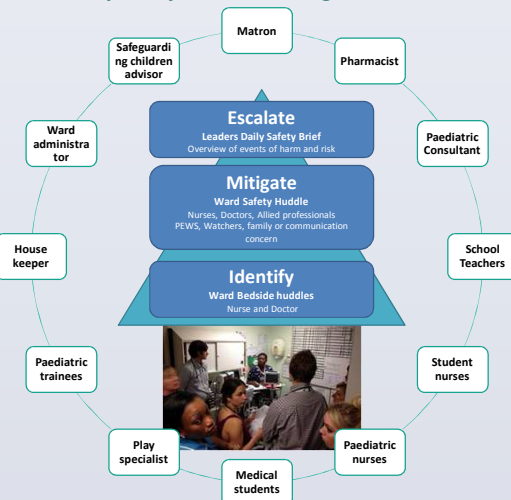 Matron
Safeguardi
ng children
advisor
Pharmacist
Escalate
Leaders Daily Safety Brief
Overview of events of harm and risk
Ward
administra
tor
Paediatric
Consultant
Mitigate
Ward Safety Huddle
Nurses, Doctors, Allied professionals
PEWS, Watchers, family or communication
concern
House
keeper
School
Teachers
Identify
Ward Bedside huddles
Nurse and Doctor
Paediatric
trainees
Student
nurses
Play
specialist
Paediatric
nurses
Medical
students